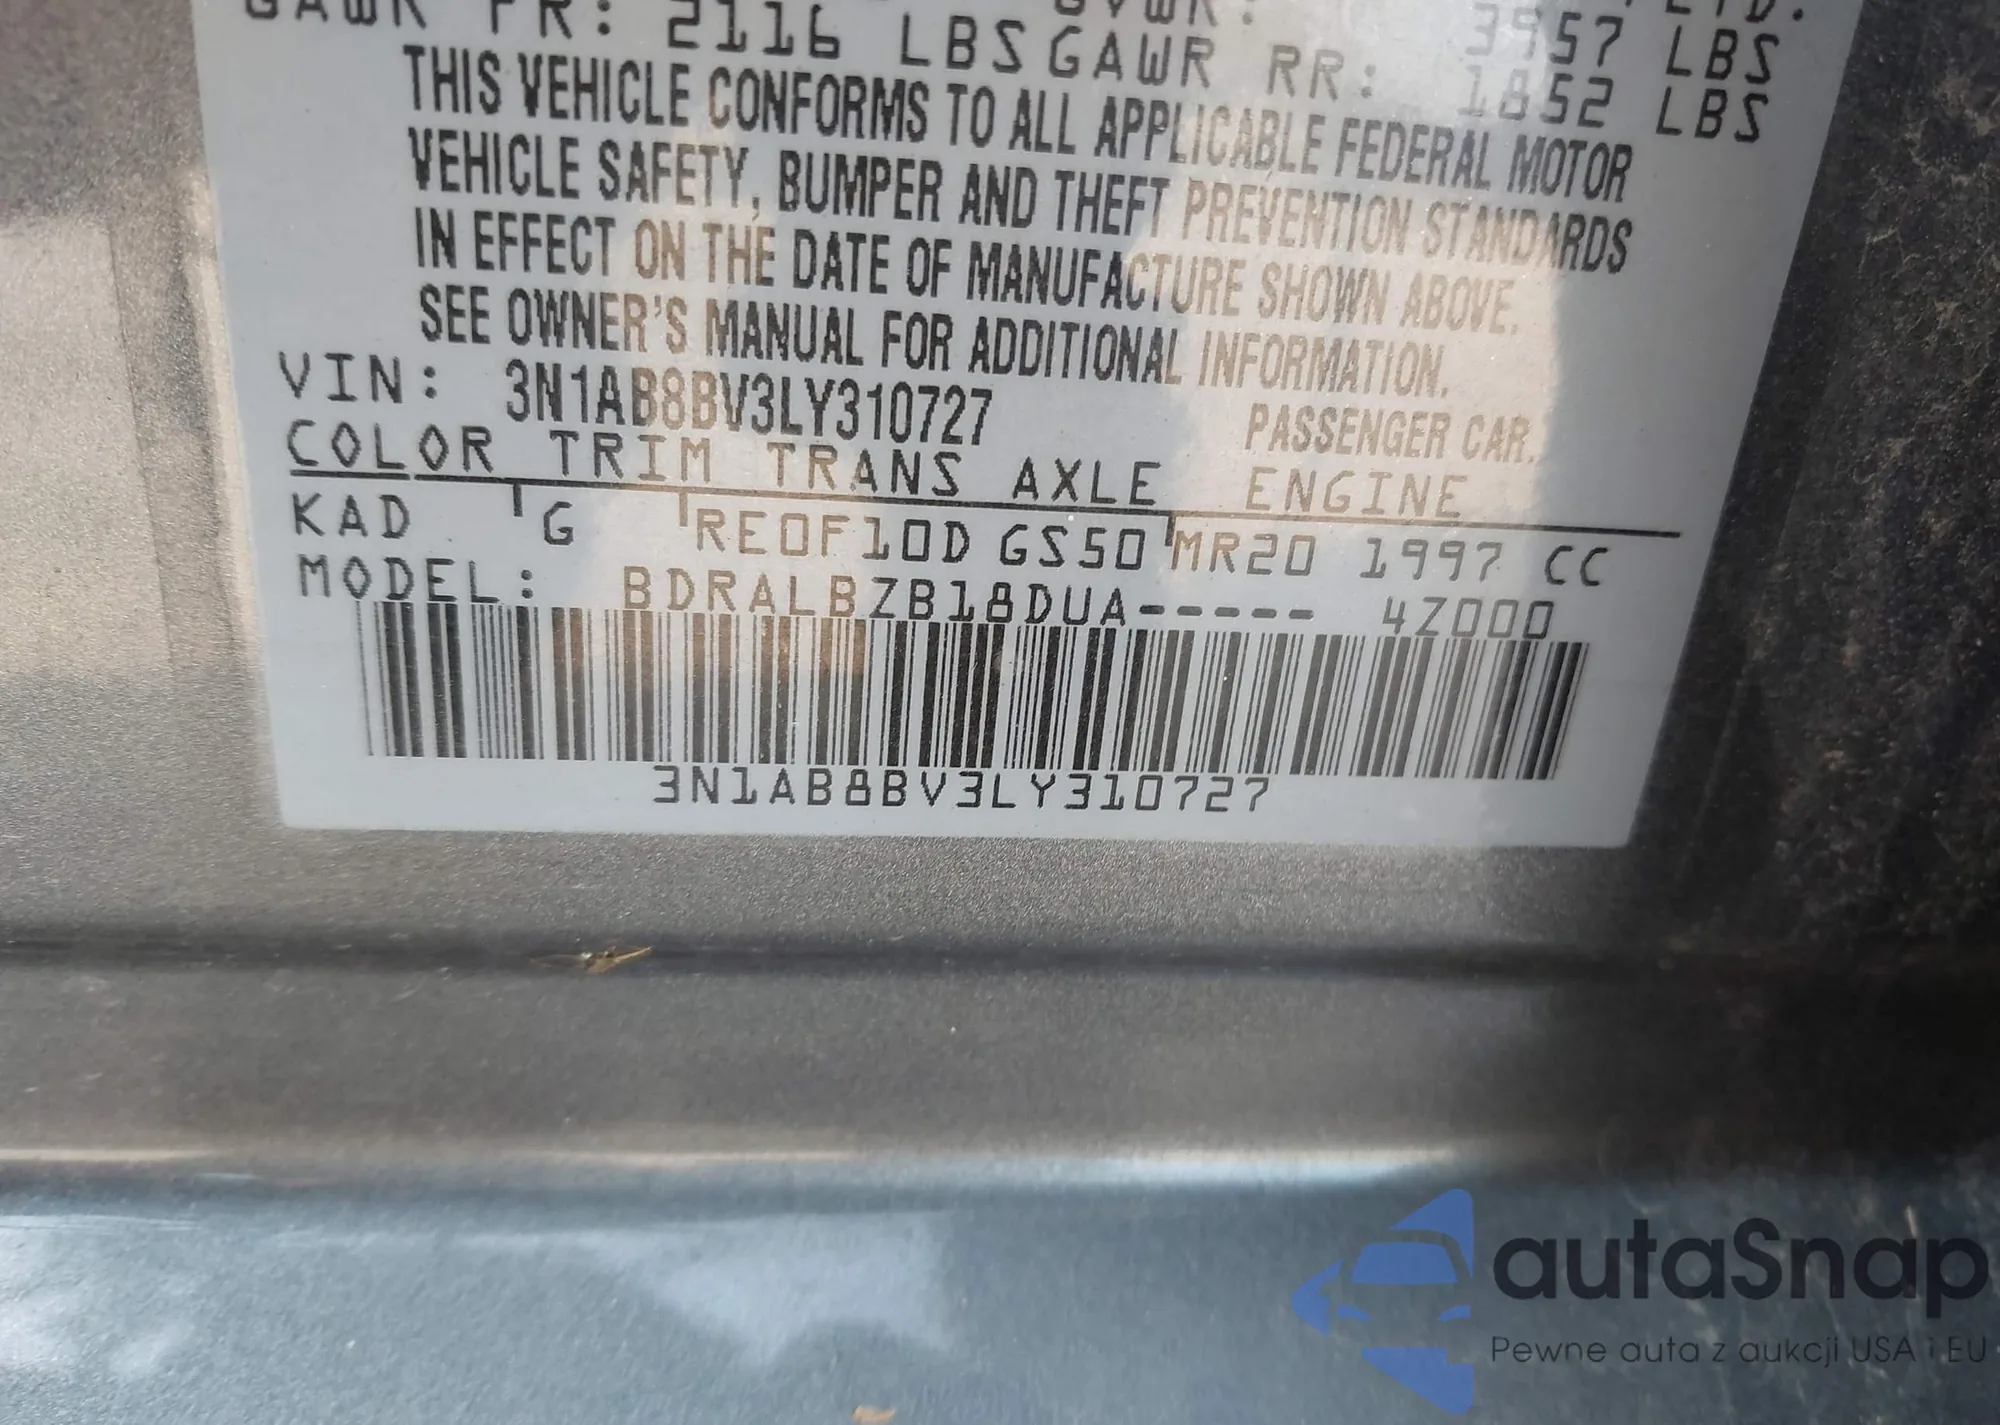 GAWR FR: 2116 LBS GVWR: 3957 LBS
GAWR RR: 1852 LBS
THIS VEHICLE CONFORMS TO ALL APPLICABLE FEDERAL MOTOR
VEHICLE SAFETY, BUMPER AND THEFT PREVENTION STANDARDS
IN EFFECT ON THE DATE OF MANUFACTURE SHOWN ABOVE.
SEE OWNER'S MANUAL FOR ADDITIONAL INFORMATION.
VIN: 3N1AB8BV3LY310727 PASSENGER CAR.
COLOR TRIM TRANS AXLE ENGINE
KAD G RE0F10D GS50 MR20 1997 CC
MODEL: BDRALBZB18DUA----- 4Z000
3N1AB8BV3LY310727
autaSnap
Pewne auta z aukcji USA i EU